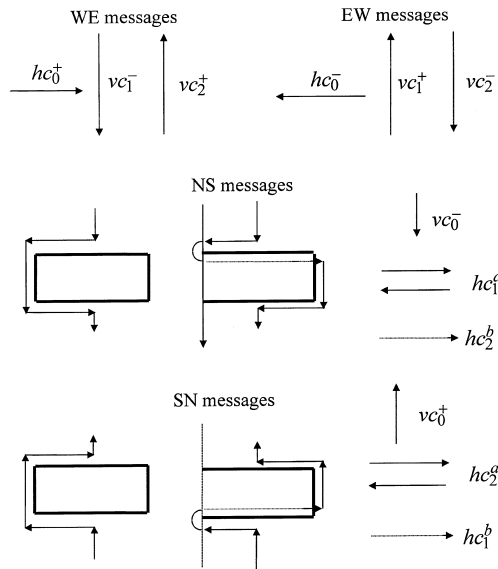 WE messages EW messages
hc₀⁺ vc₁⁻ vc₂⁺ hc₀⁻ vc₁⁺ vc₂⁻
NS messages
vc₀⁻
hc₁ᵃ
hc₂ᵇ
SN messages
vc₀⁺
hc₂ᵃ
hc₁ᵇ